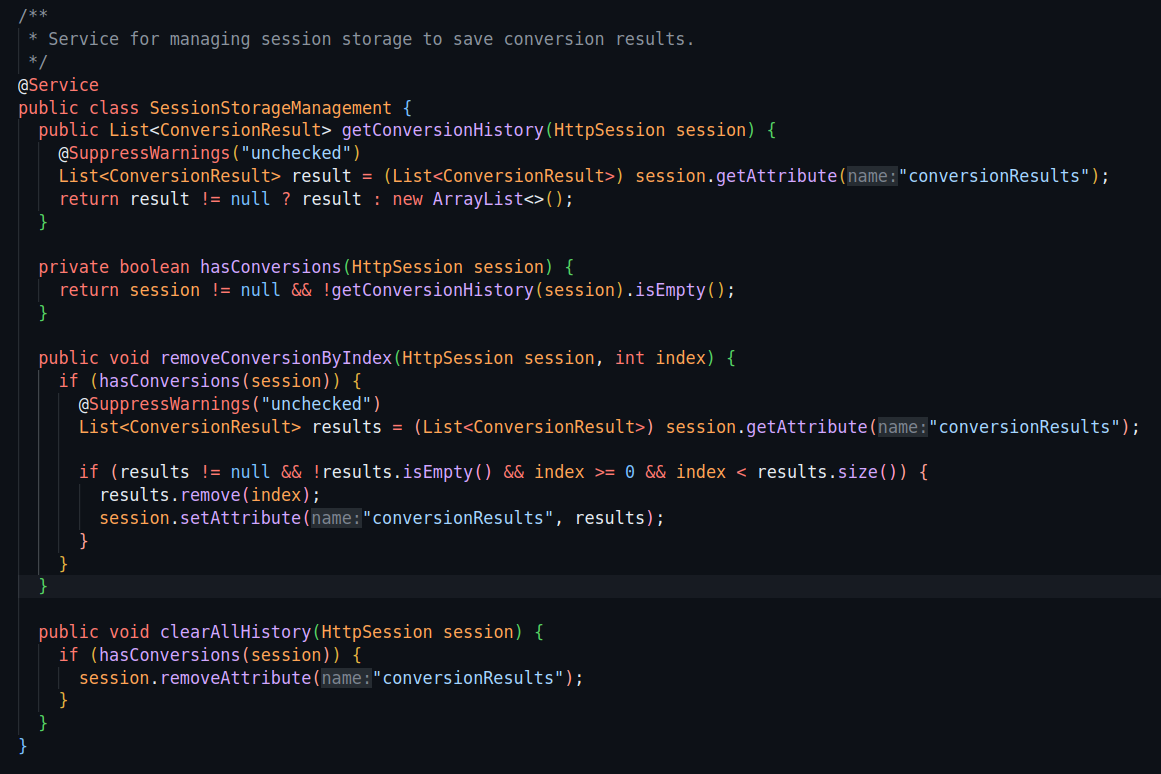 /**
 * Service for managing session storage to save conversion results.
 */
@Service
public class SessionStorageManagement {
  public List<ConversionResult> getConversionHistory(HttpSession session) {
    @SuppressWarnings("unchecked")
    List<ConversionResult> result = (List<ConversionResult>) session.getAttribute(name:"conversionResults");
    return result != null ? result : new ArrayList<>();
  }

  private boolean hasConversions(HttpSession session) {
    return session != null && !getConversionHistory(session).isEmpty();
  }

  public void removeConversionByIndex(HttpSession session, int index) {
    if (hasConversions(session)) {
      @SuppressWarnings("unchecked")
      List<ConversionResult> results = (List<ConversionResult>) session.getAttribute(name:"conversionResults");

      if (results != null && !results.isEmpty() && index >= 0 && index < results.size()) {
        results.remove(index);
        session.setAttribute(name:"conversionResults", results);
      }
    }
  }

  public void clearAllHistory(HttpSession session) {
    if (hasConversions(session)) {
      session.removeAttribute(name:"conversionResults");
    }
  }
}